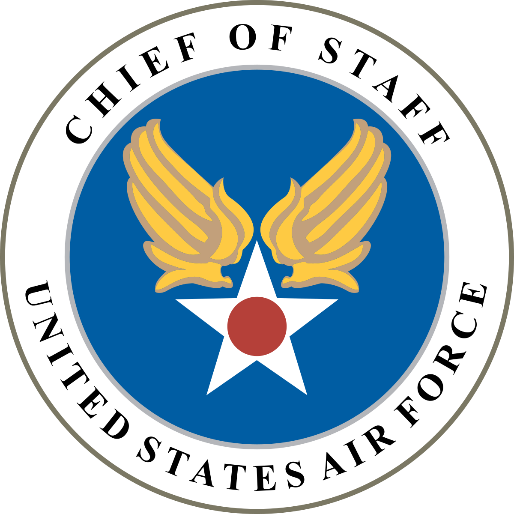 CHIEF OF STAFF
UNITED STATES AIR FORCE